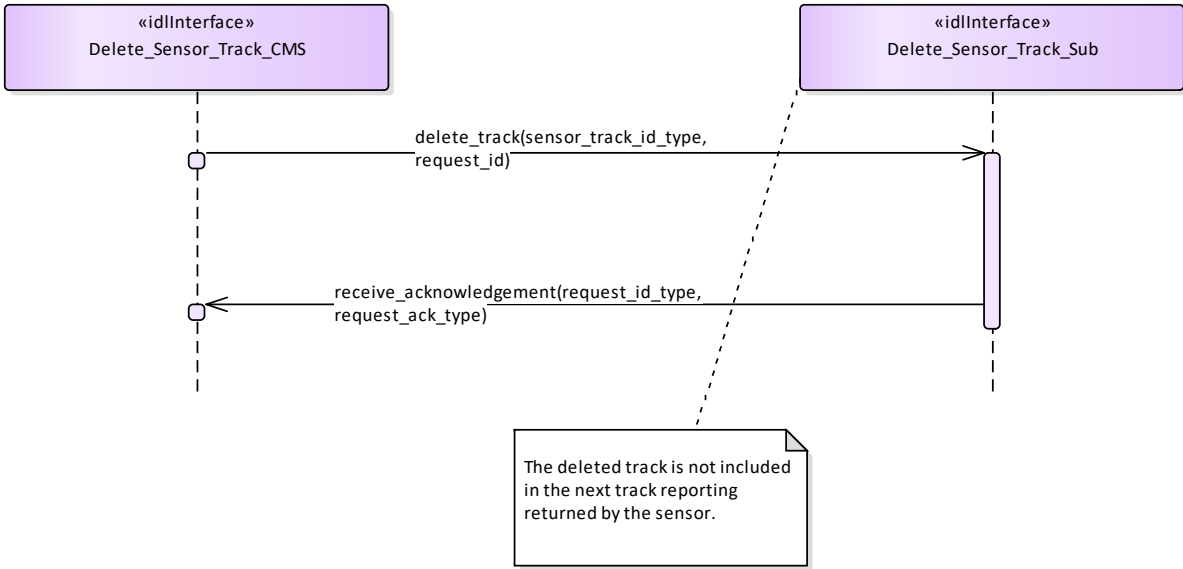 «idlInterface»
Delete_Sensor_Track_CMS
«idlInterface»
Delete_Sensor_Track_Sub
delete_track(sensor_track_id_type,
request_id)
receive_acknowledgement(request_id_type,
request_ack_type)
The deleted track is not included
in the next track reporting
returned by the sensor.